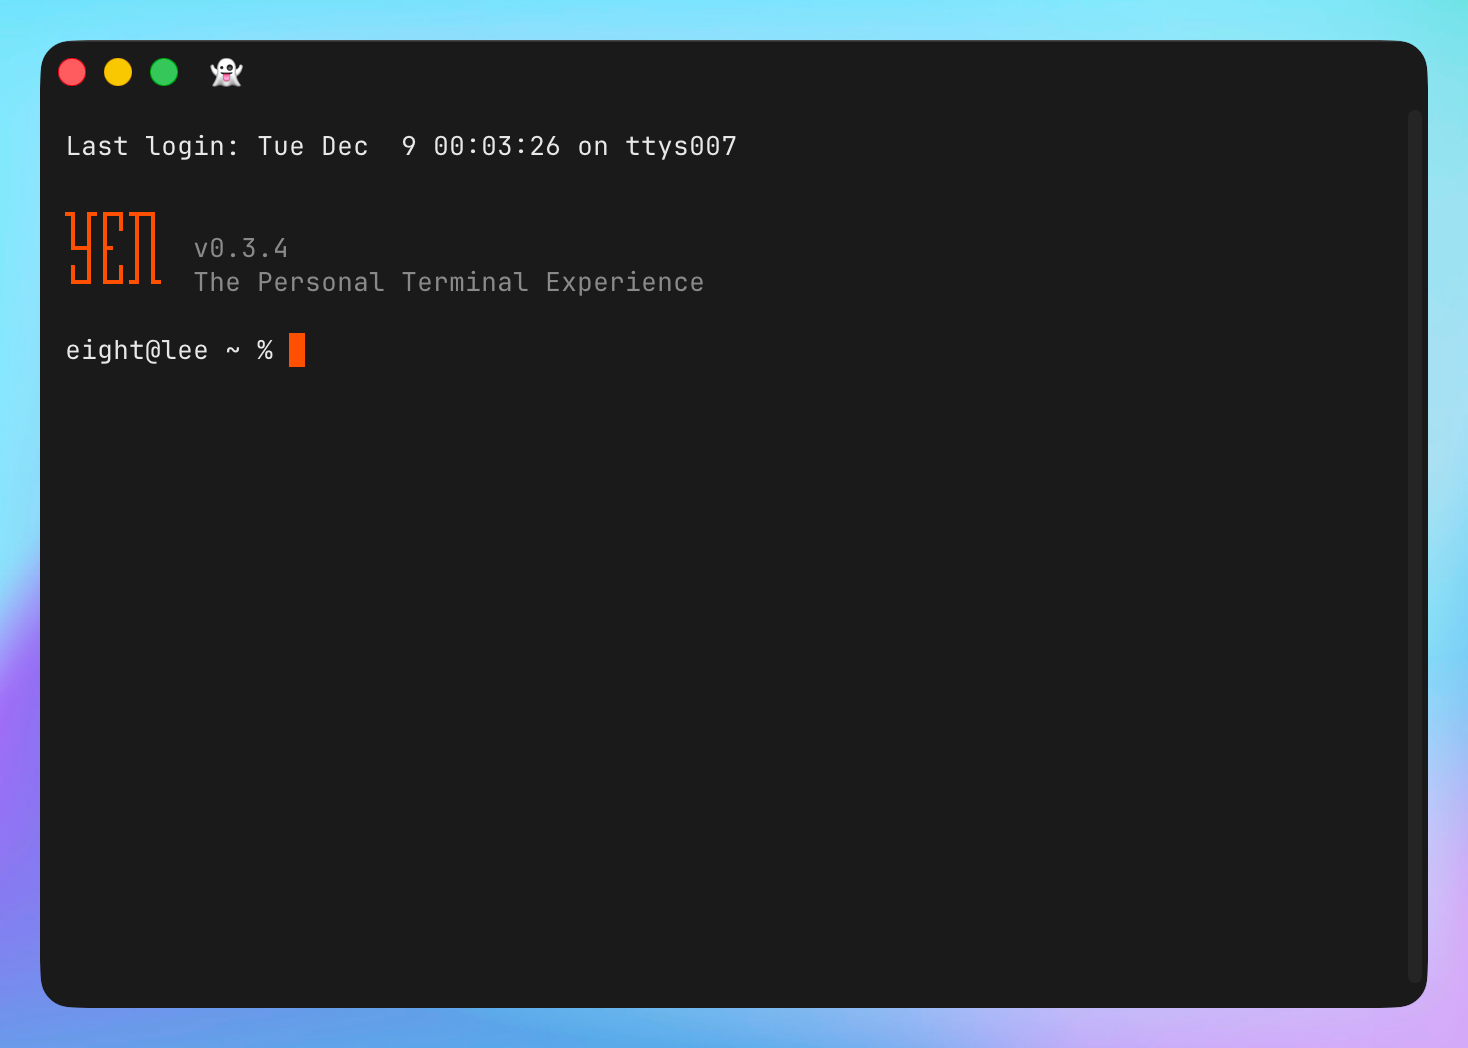 Last login: Tue Dec  9 00:03:26 on ttys007
YEN
v0.3.4
The Personal Terminal Experience
eight@lee ~ %